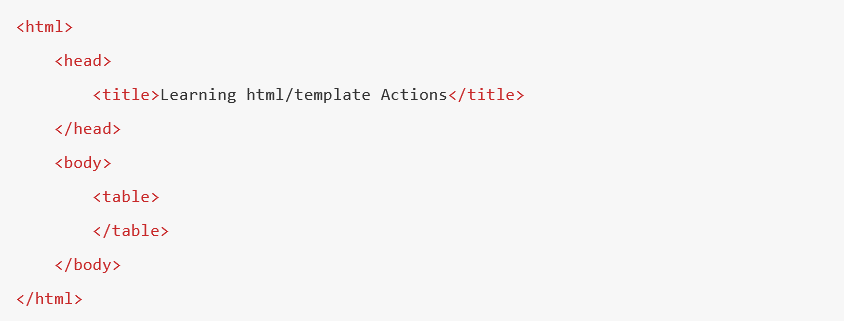 <html>
    <head>
        <title>Learning html/template Actions</title>
    </head>
    <body>
        <table>
        </table>
    </body>
</html>